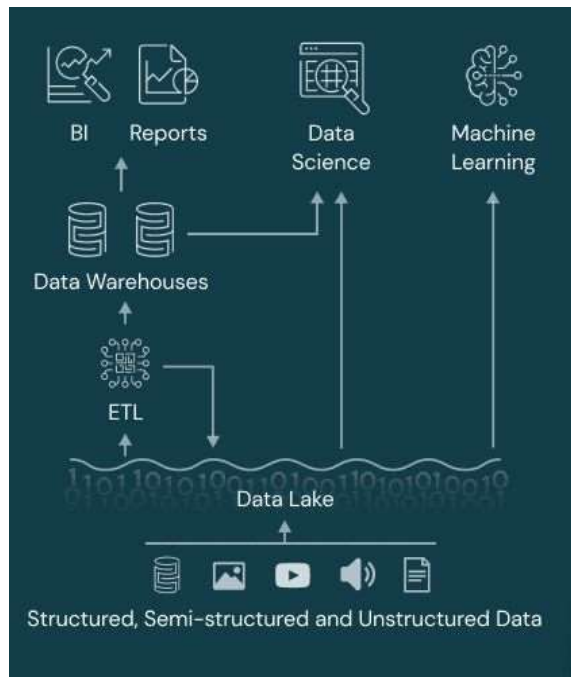 BI Reports
Data
Science
Machine
Learning
Data Warehouses
ETL
Data Lake
Structured, Semi-structured and Unstructured Data